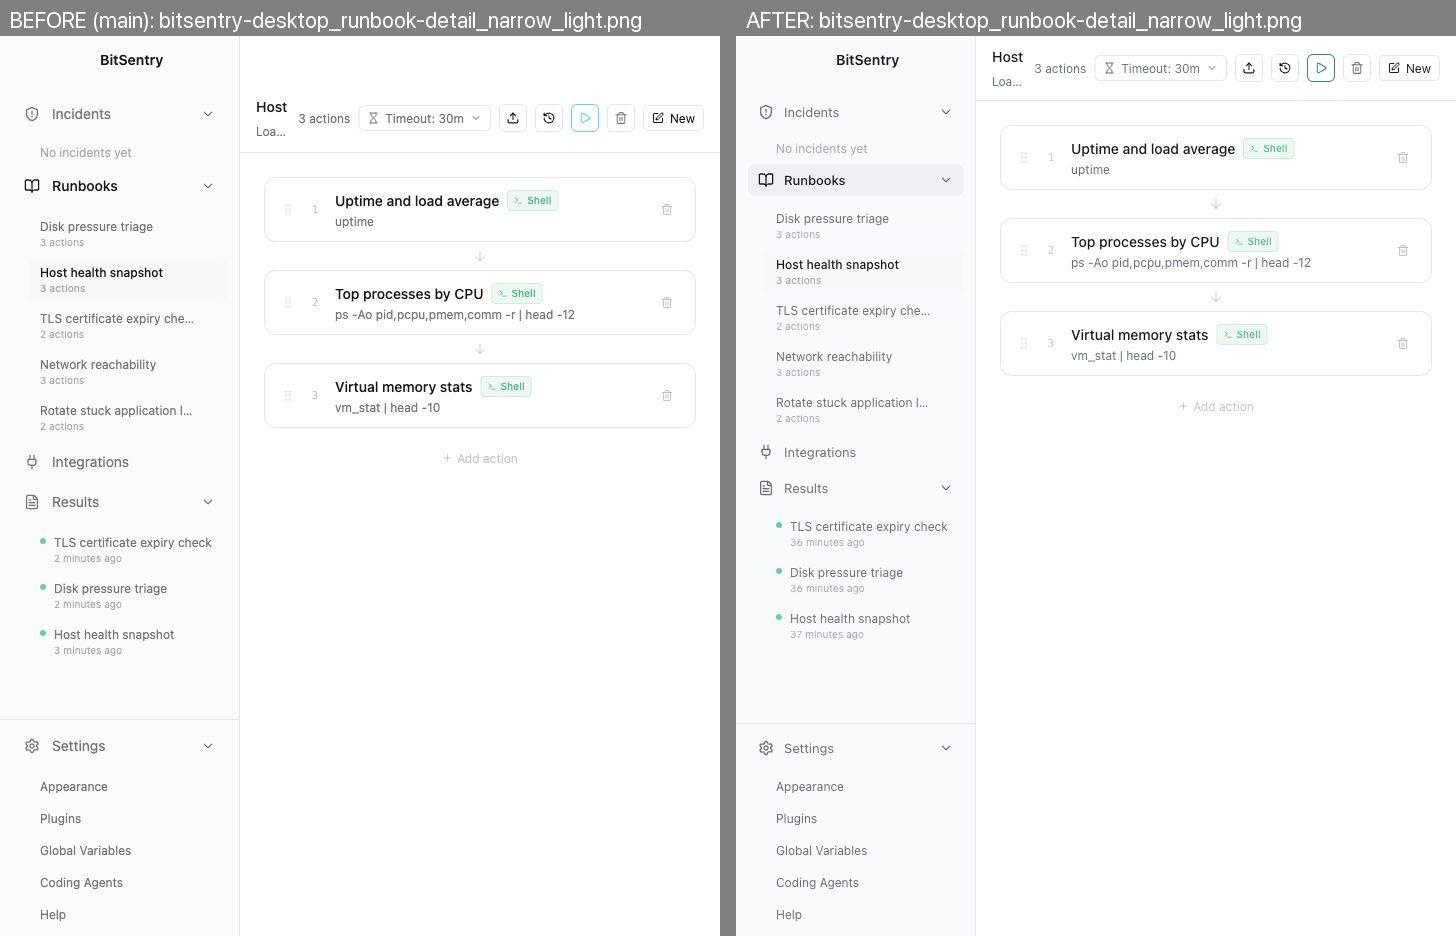 BEFORE (main): bitsentry-desktop_runbook-detail_narrow_light.png
BitSentry
Incidents
No incidents yet
Runbooks
Disk pressure triage
3 actions
Host health snapshot
3 actions
TLS certificate expiry che...
2 actions
Network reachability
3 actions
Rotate stuck application l...
2 actions
Integrations
Results
TLS certificate expiry check
2 minutes ago
Disk pressure triage
2 minutes ago
Host health snapshot
3 minutes ago
Settings
Appearance
Plugins
Global Variables
Coding Agents
Help
Host
Loa...
3 actions
Timeout: 30m
New
1 Uptime and load average Shell
uptime
2 Top processes by CPU Shell
ps -Ao pid,pcpu,pmem,comm -r | head -12
3 Virtual memory stats Shell
vm_stat | head -10
+ Add action
AFTER: bitsentry-desktop_runbook-detail_narrow_light.png
BitSentry
Incidents
No incidents yet
Runbooks
Disk pressure triage
3 actions
Host health snapshot
3 actions
TLS certificate expiry che...
2 actions
Network reachability
3 actions
Rotate stuck application l...
2 actions
Integrations
Results
TLS certificate expiry check
36 minutes ago
Disk pressure triage
36 minutes ago
Host health snapshot
37 minutes ago
Settings
Appearance
Plugins
Global Variables
Coding Agents
Help
Host
Loa...
3 actions
Timeout: 30m
New
1 Uptime and load average Shell
uptime
2 Top processes by CPU Shell
ps -Ao pid,pcpu,pmem,comm -r | head -12
3 Virtual memory stats Shell
vm_stat | head -10
+ Add action